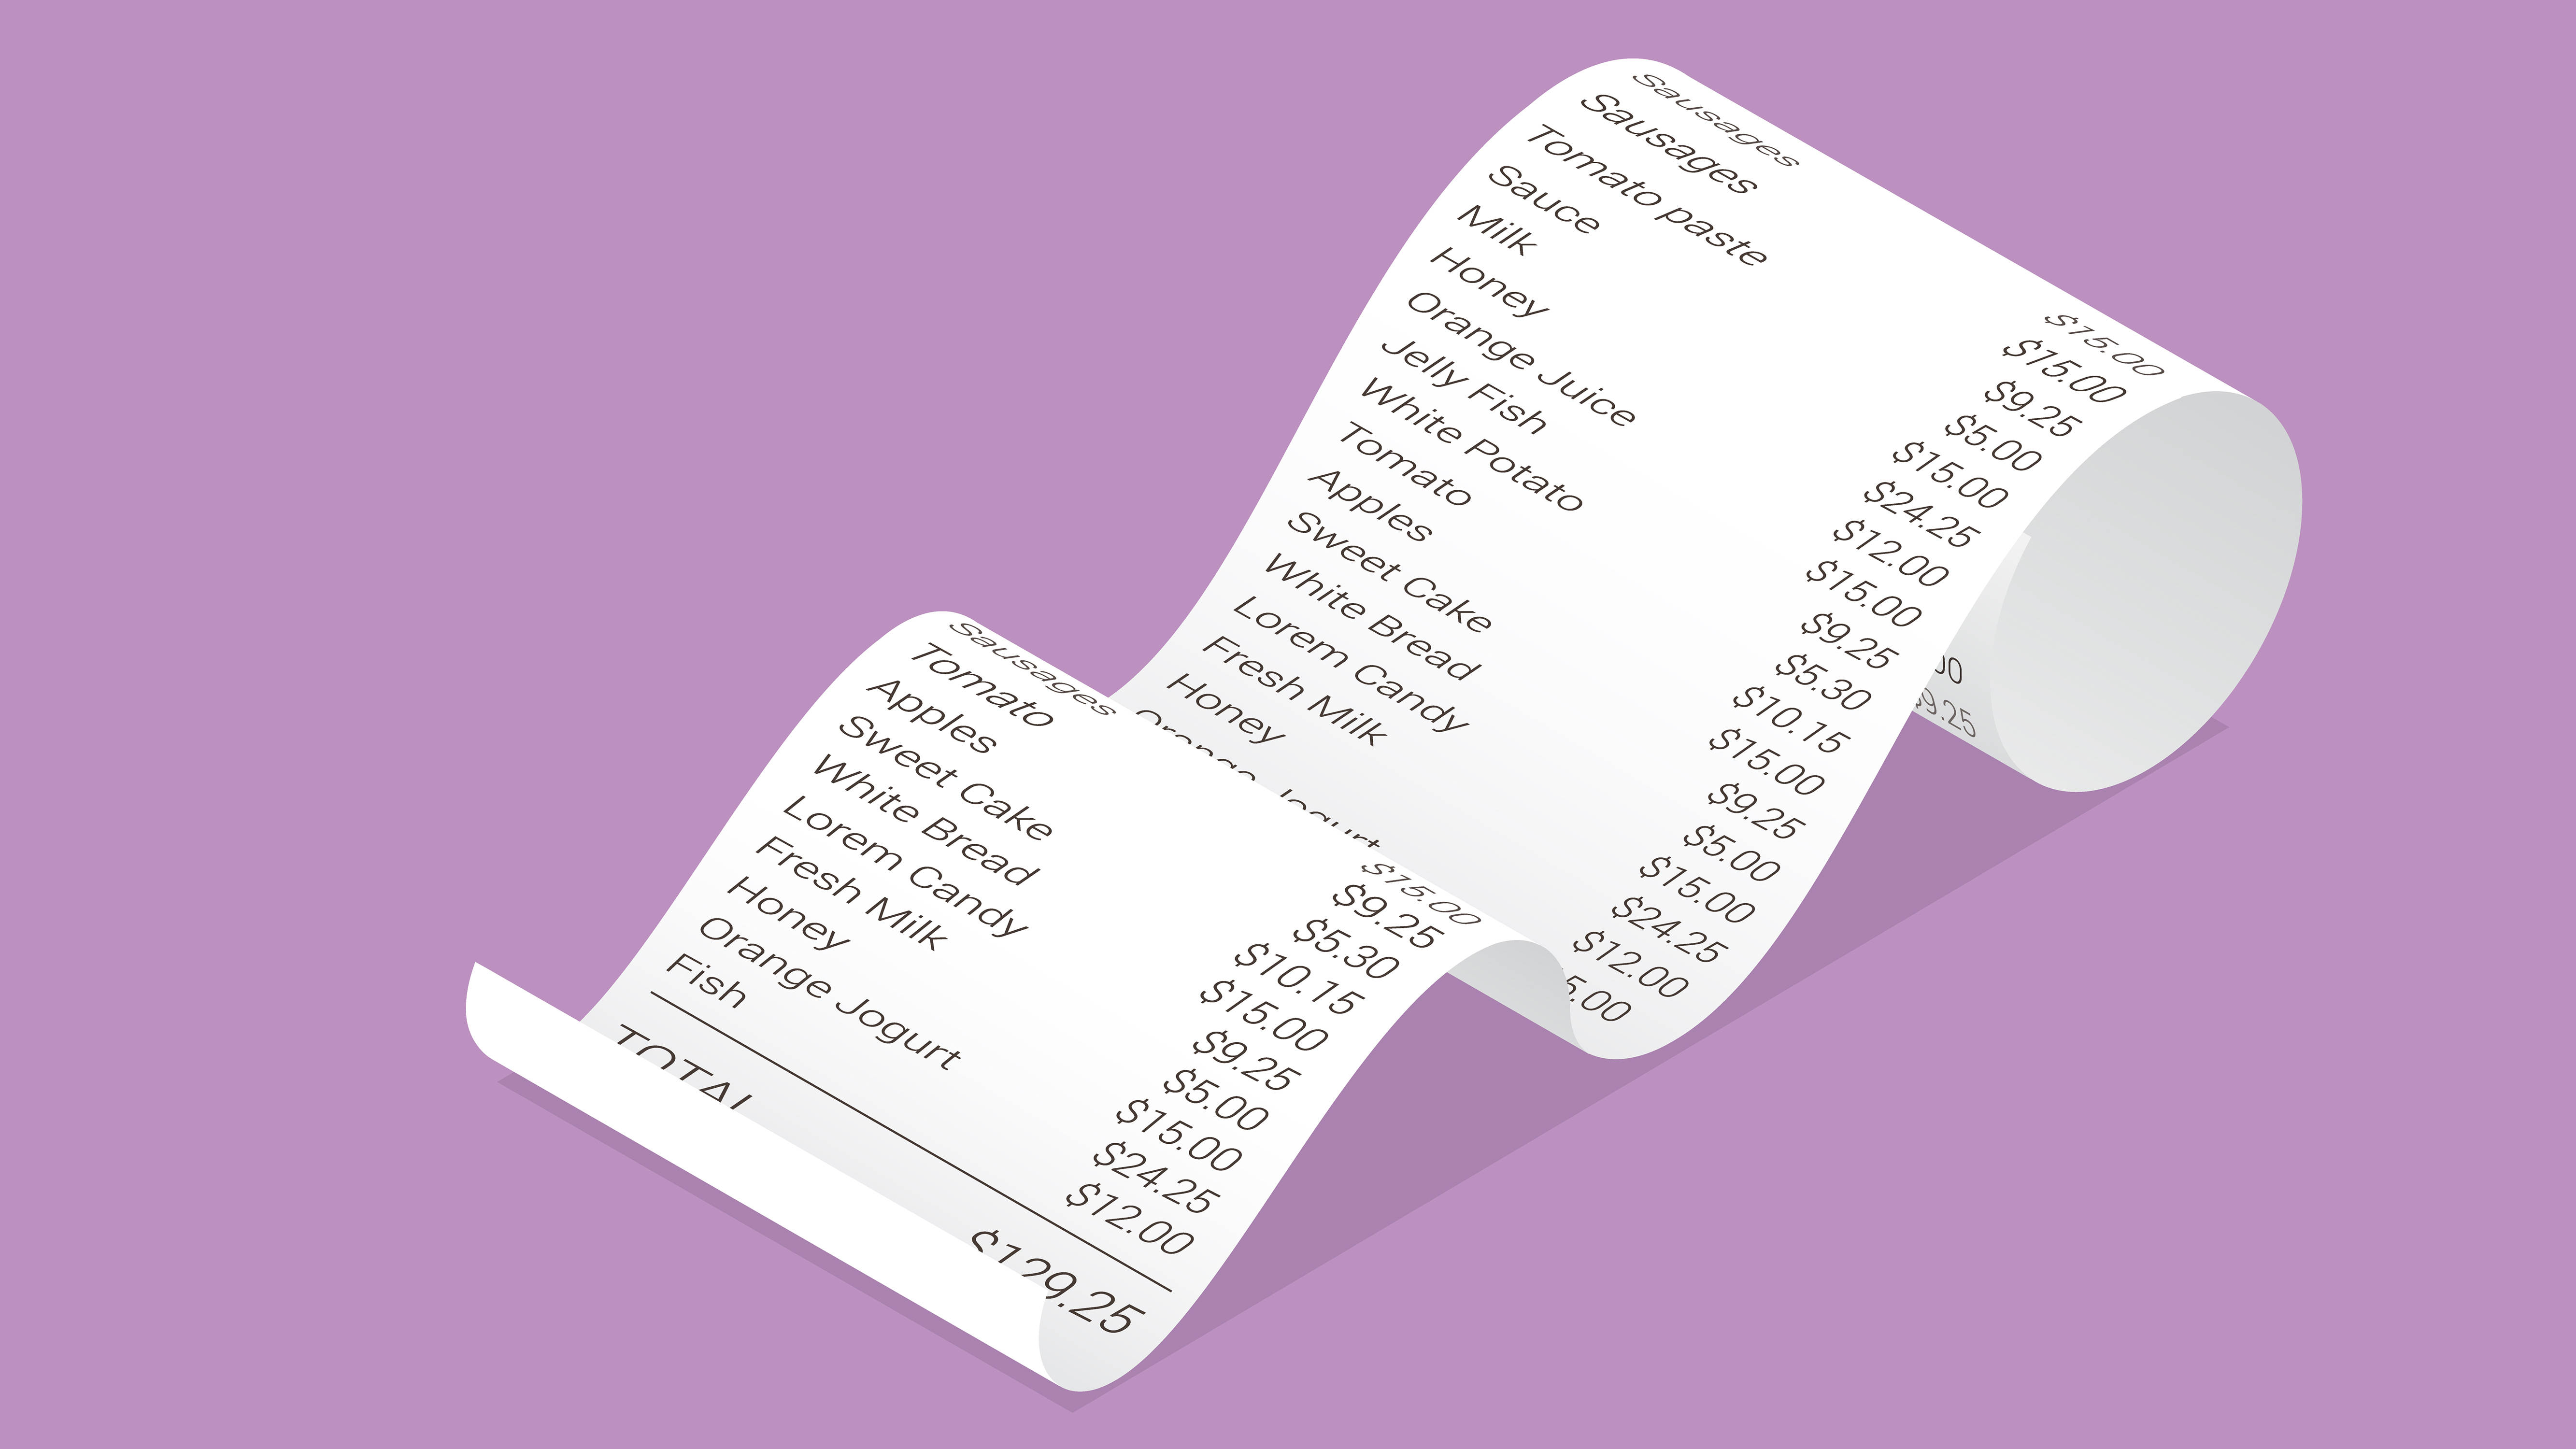 Sausages $15.00
Sausages $15.00
Tomato paste $9.25
Sauce $5.00
Milk $15.00
Honey $24.25
Orange Juice $12.00
Jelly Fish $15.00
White Potato $9.25
Tomato $5.30
Apples $10.15
Sweet Cake $15.00
White Bread $9.25
Lorem Candy $5.00
Fresh Milk $15.00
Honey $24.25
Orange Jogurt $12.00
5.00
00
$9.25
Sausages $15.00
Tomato $9.25
Apples $5.30
Sweet Cake $10.15
White Bread $15.00
Lorem Candy $9.25
Fresh Milk $5.00
Honey $15.00
Orange Jogurt $24.25
Fish $12.00
TOTAL $129.25